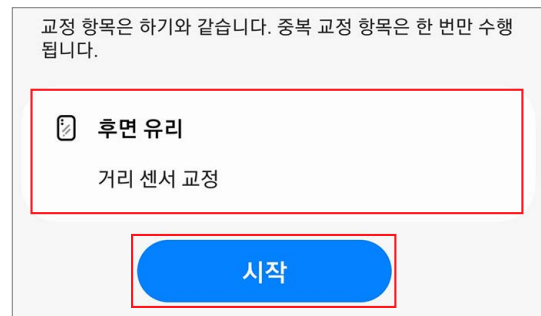 교정 항목은 하기와 같습니다. 중복 교정 항목은 한 번만 수행
됩니다.
후면 유리
거리 센서 교정
시작